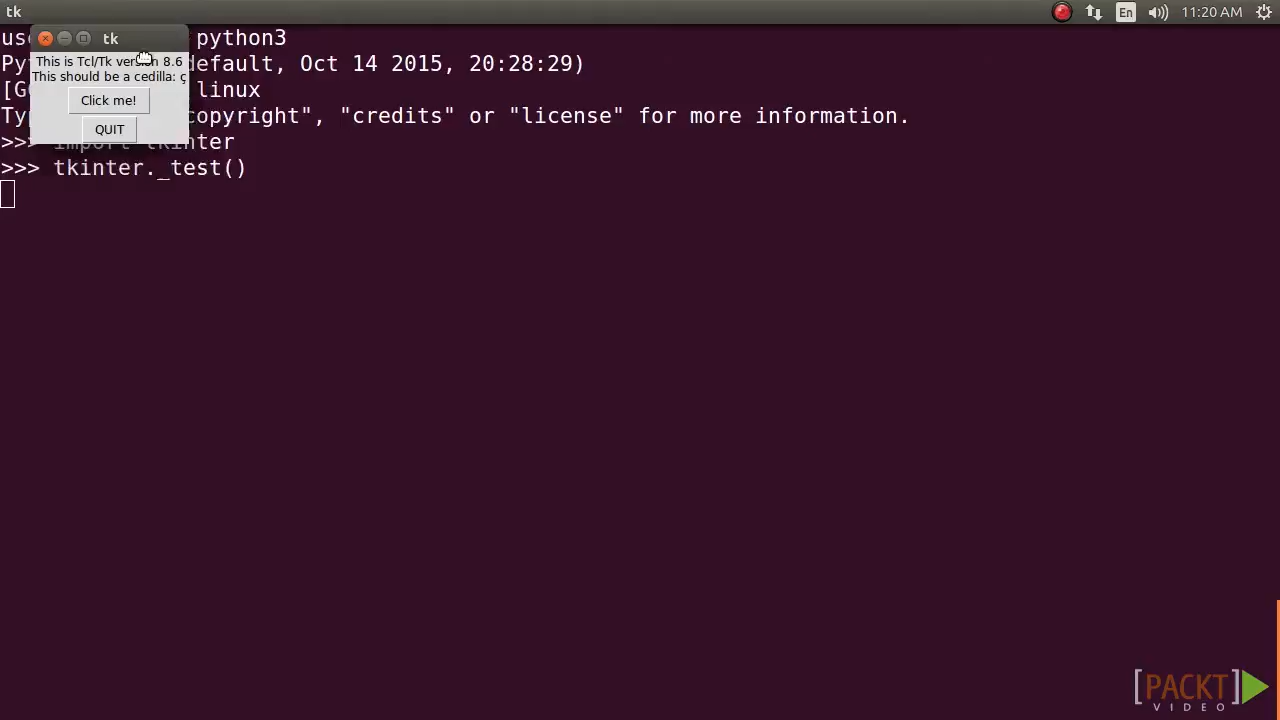 tk
En
11:20 AM
tk
This is Tcl/Tk version 8.6
This should be a cedilla: ç
Click me!
QUIT
python3
default, Oct 14 2015, 20:28:29)
linux
copyright", "credits" or "license" for more information.
>>> import tkinter
>>> tkinter._test()
[PACKT]
VIDEO